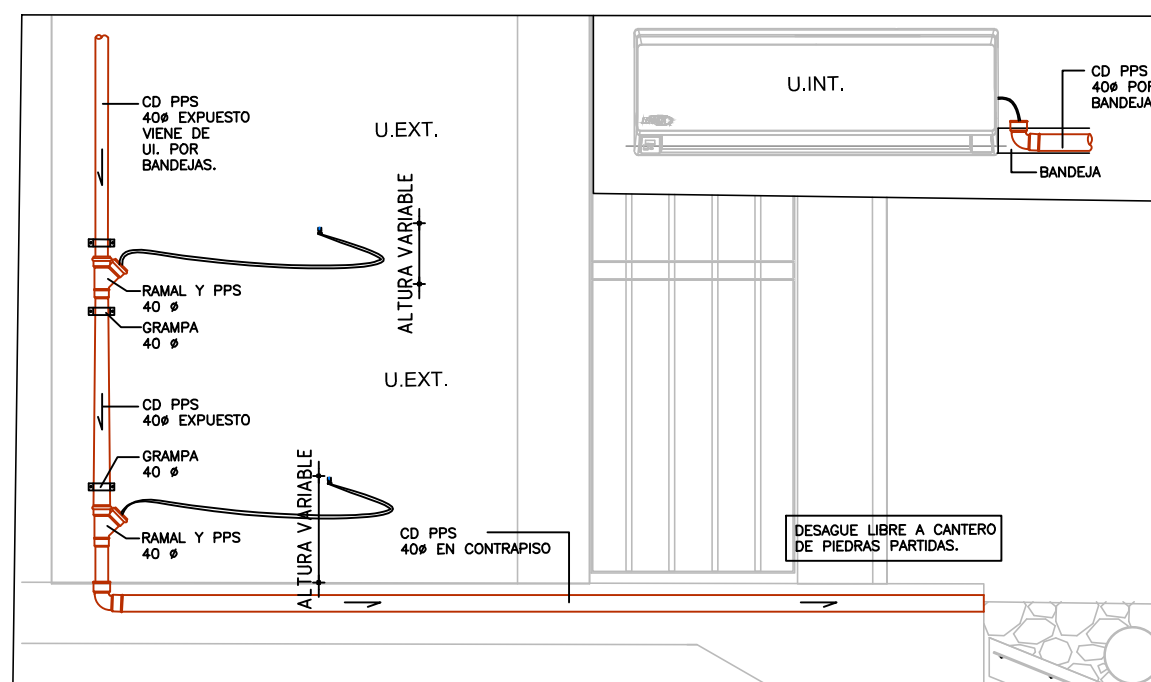 CD PPS
40ø EXPUESTO
VIENE DE
UI. POR
BANDEJAS.
U.EXT.
ALTURA VARIABLE
RAMAL Y PPS
40 ø
GRAMPA
40 ø
U.EXT.
CD PPS
40ø EXPUESTO
GRAMPA
40 ø
ALTURA VARIABLE
RAMAL Y PPS
40 ø
CD PPS
40ø EN CONTRAPISO
DESAGUE LIBRE A CANTERO
DE PIEDRAS PARTIDAS.
U.INT.
CD PPS
40ø POR
BANDEJA
BANDEJA